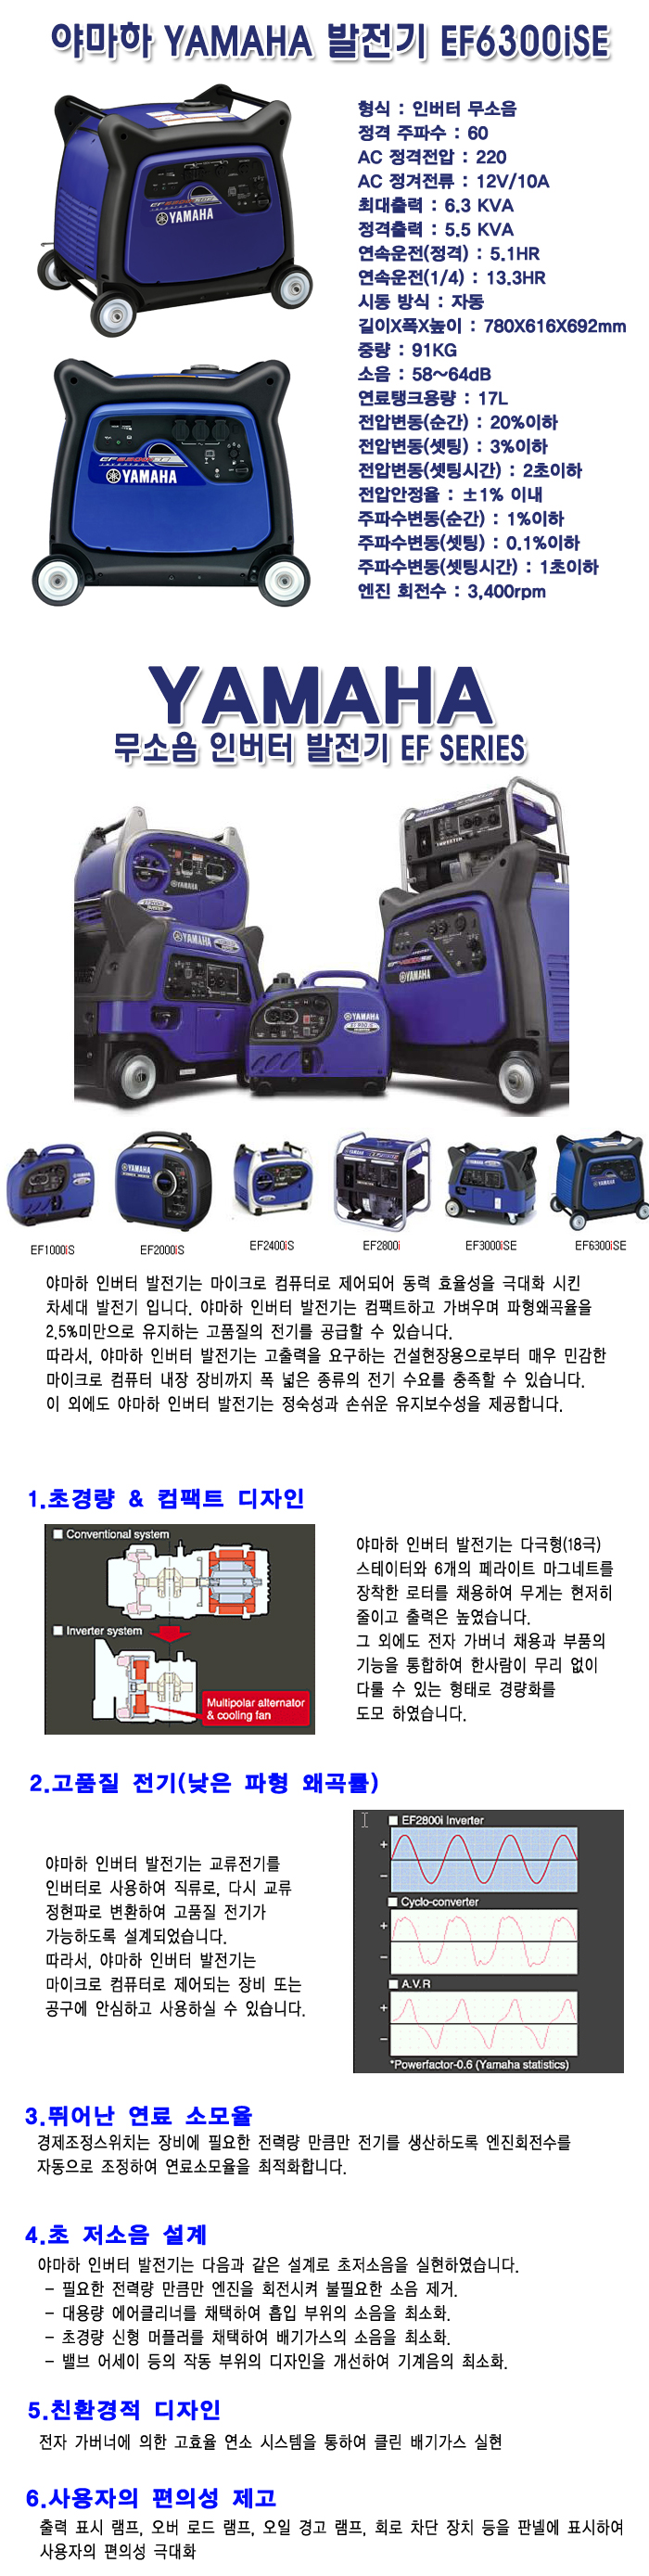 야마하 YAMAHA 발전기 EF6300iSE
형식 : 인버터 무소음
정격 주파수 : 60
AC 정격전압 : 220
AC 정겨전류 : 12V/10A
최대출력 : 6.3 KVA
정격출력 : 5.5 KVA
연속운전(정격) : 5.1HR
연속운전(1/4) : 13.3HR
시동 방식 : 자동
길이X폭X높이 : 780X616X692mm
중량 : 91KG
소음 : 58~64dB
연료탱크용량 : 17L
전압변동(순간) : 20%이하
전압변동(셋팅) : 3%이하
전압변동(셋팅시간) : 2초이하
전압안정율 : ±1% 이내
주파수변동(순간) : 1%이하
주파수변동(셋팅) : 0.1%이하
주파수변동(셋팅시간) : 1초이하
엔진 회전수 : 3,400rpm
YAMAHA
YAMAHA
YAMAHA
무소음 인버터 발전기 EF SERIES
INVERTER
YAMAHA
YAMAHA
YAMAHA
YAMAHA
EF1000iS
EF2000iS
EF2400iS
EF2800i
EF3000iSE
EF6300iSE
야마하 인버터 발전기는 마이크로 컴퓨터로 제어되어 동력 효율성을 극대화 시킨
차세대 발전기 입니다. 야마하 인버터 발전기는 컴팩트하고 가벼우며 파형왜곡율을
2.5%미만으로 유지하는 고품질의 전기를 공급할 수 있습니다.
따라서, 야마하 인버터 발전기는 고출력을 요구하는 건설현장용으로부터 매우 민감한
마이크로 컴퓨터 내장 장비까지 폭 넓은 종류의 전기 수요를 충족할 수 있습니다.
이 외에도 야마하 인버터 발전기는 정숙성과 손쉬운 유지보수성을 제공합니다.
1.초경량 & 컴팩트 디자인
Conventional system
Inverter system
Multipolar alternator
& cooling fan
야마하 인버터 발전기는 다극형(18극)
스테이터와 6개의 페라이트 마그네트를
장착한 로터를 채용하여 무게는 현저히
줄이고 출력은 높였습니다.
그 외에도 전자 가버너 채용과 부품의
기능을 통합하여 한사람이 무리 없이
다룰 수 있는 형태로 경량화를
도모 하였습니다.
2.고품질 전기(낮은 파형 왜곡률)
야마하 인버터 발전기는 교류전기를
인버터로 사용하여 직류로, 다시 교류
정현파로 변환하여 고품질 전기가
가능하도록 설계되었습니다.
따라서, 야마하 인버터 발전기는
마이크로 컴퓨터로 제어되는 장비 또는
공구에 안심하고 사용하실 수 있습니다.
EF2800i Inverter
+
−
Cyclo-converter
+
−
A.V.R
+
−
*Powerfactor-0.6 (Yamaha statistics)
3.뛰어난 연료 소모율
경제조정스위치는 장비에 필요한 전력량 만큼만 전기를 생산하도록 엔진회전수를
자동으로 조정하여 연료소모율을 최적화합니다.
4.초 저소음 설계
야마하 인버터 발전기는 다음과 같은 설계로 초저소음을 실현하였습니다.
- 필요한 전력량 만큼만 엔진을 회전시켜 불필요한 소음 제거.
- 대용량 에어클리너를 채택하여 흡입 부위의 소음을 최소화.
- 초경량 신형 머플러를 채택하여 배기가스의 소음을 최소화.
- 밸브 어세이 등의 작동 부위의 디자인을 개선하여 기계음의 최소화.
5.친환경적 디자인
전자 가버너에 의한 고효율 연소 시스템을 통하여 클린 배기가스 실현
6.사용자의 편의성 제고
출력 표시 램프, 오버 로드 램프, 오일 경고 램프, 회로 차단 장치 등을 판넬에 표시하여
사용자의 편의성 극대화